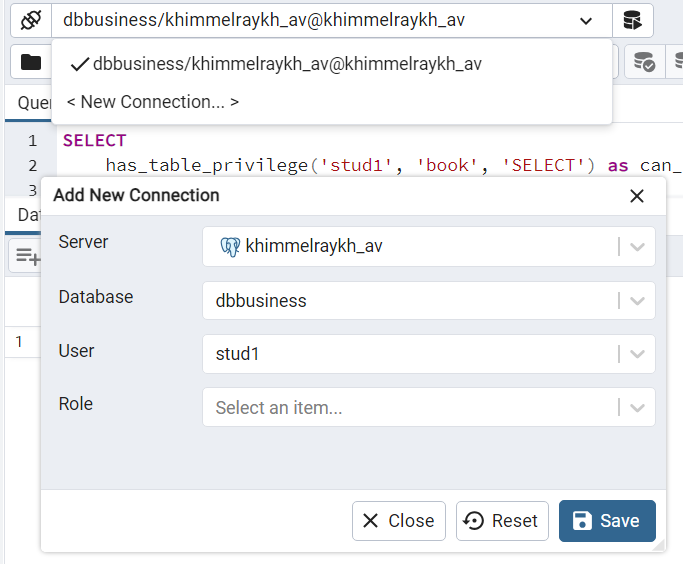 dbbusiness/khimmelraykh_av@khimmelraykh_av
dbbusiness/khimmelraykh_av@khimmelraykh_av
< New Connection... >
Quer
1 SELECT
2 has_table_privilege('stud1', 'book', 'SELECT') as can_
3
Add New Connection
Dat
Server khimmelraykh_av
Database dbbusiness
1
User stud1
Role Select an item...
Close Reset Save